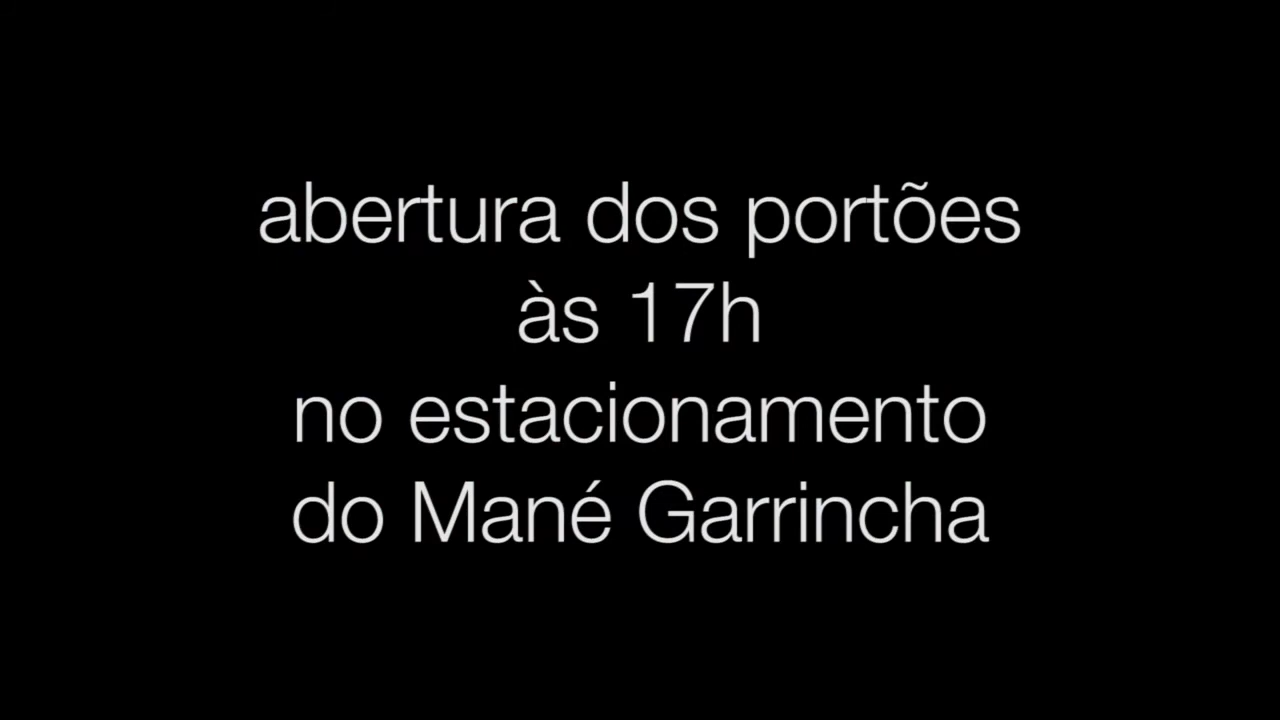 abertura dos portões
às 17h
no estacionamento
do Mané Garrincha